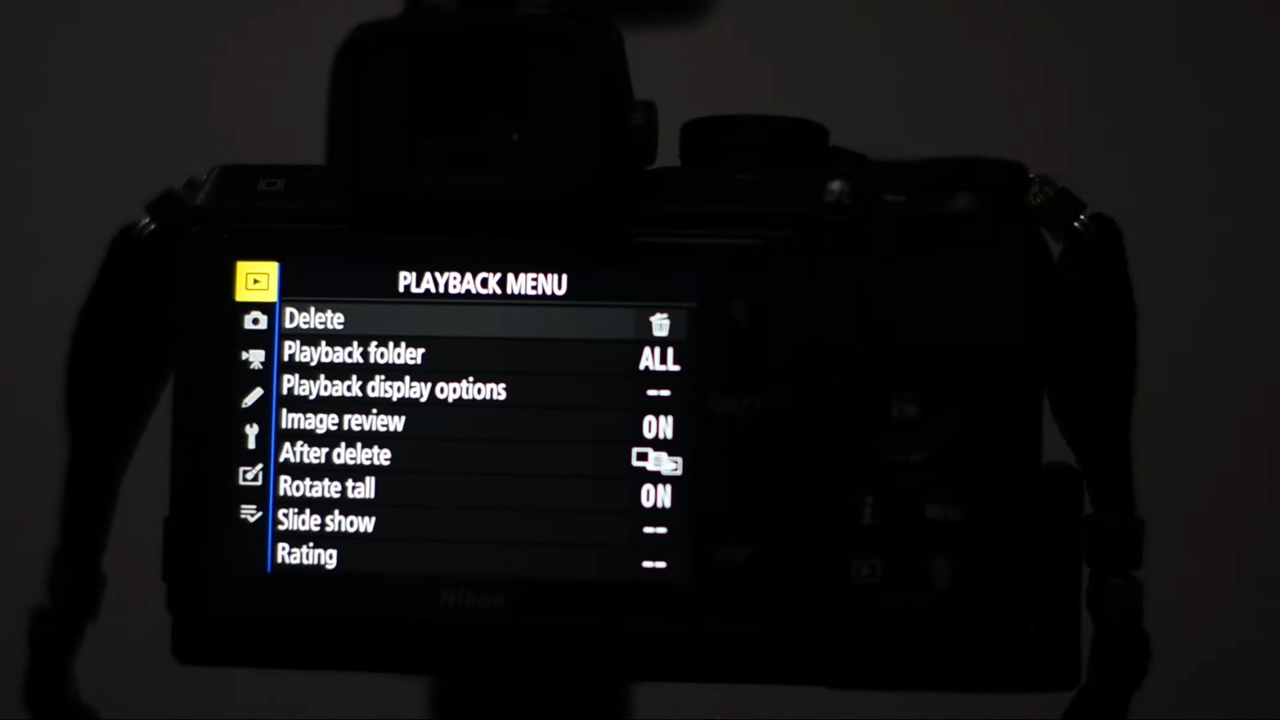 PLAYBACK MENU
Delete
Playback folder ALL
Playback display options --
Image review ON
After delete
Rotate tall ON
Slide show --
Rating --
Nikon